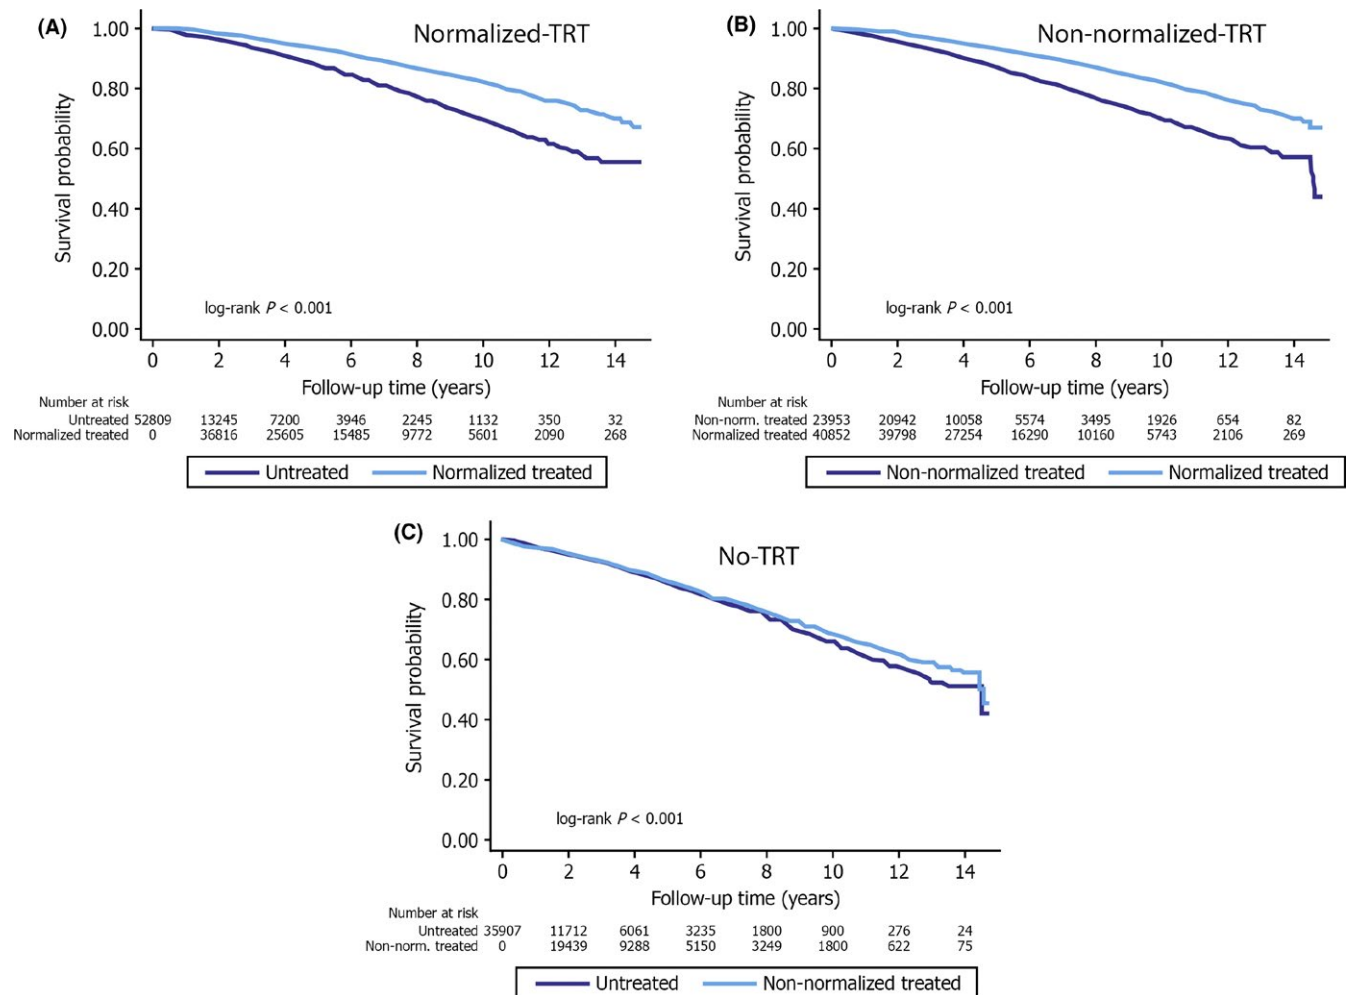 (A)
Normalized-TRT
Survival probability
1.00
0.80
0.60
0.40
0.20
0.00
log-rank P < 0.001
0 2 4 6 8 10 12 14
Follow-up time (years)
Number at risk
Untreated 52809 13245 7200 3946 2245 1132 350 32
Normalized treated 0 36816 25605 15485 9772 5601 2090 268
Untreated Normalized treated
(B)
Non-normalized-TRT
Survival probability
1.00
0.80
0.60
0.40
0.20
0.00
log-rank P < 0.001
0 2 4 6 8 10 12 14
Follow-up time (years)
Number at risk
Non-norm. treated 23953 20942 10058 5574 3495 1926 654 82
Normalized treated 40852 39798 27254 16290 10160 5743 2106 269
Non-normalized treated Normalized treated
(C)
No-TRT
Survival probability
1.00
0.80
0.60
0.40
0.20
0.00
log-rank P < 0.001
0 2 4 6 8 10 12 14
Follow-up time (years)
Number at risk
Untreated 35907 11712 6061 3235 1800 900 276 24
Non-norm. treated 0 19439 9288 5150 3249 1800 622 75
Untreated Non-normalized treated